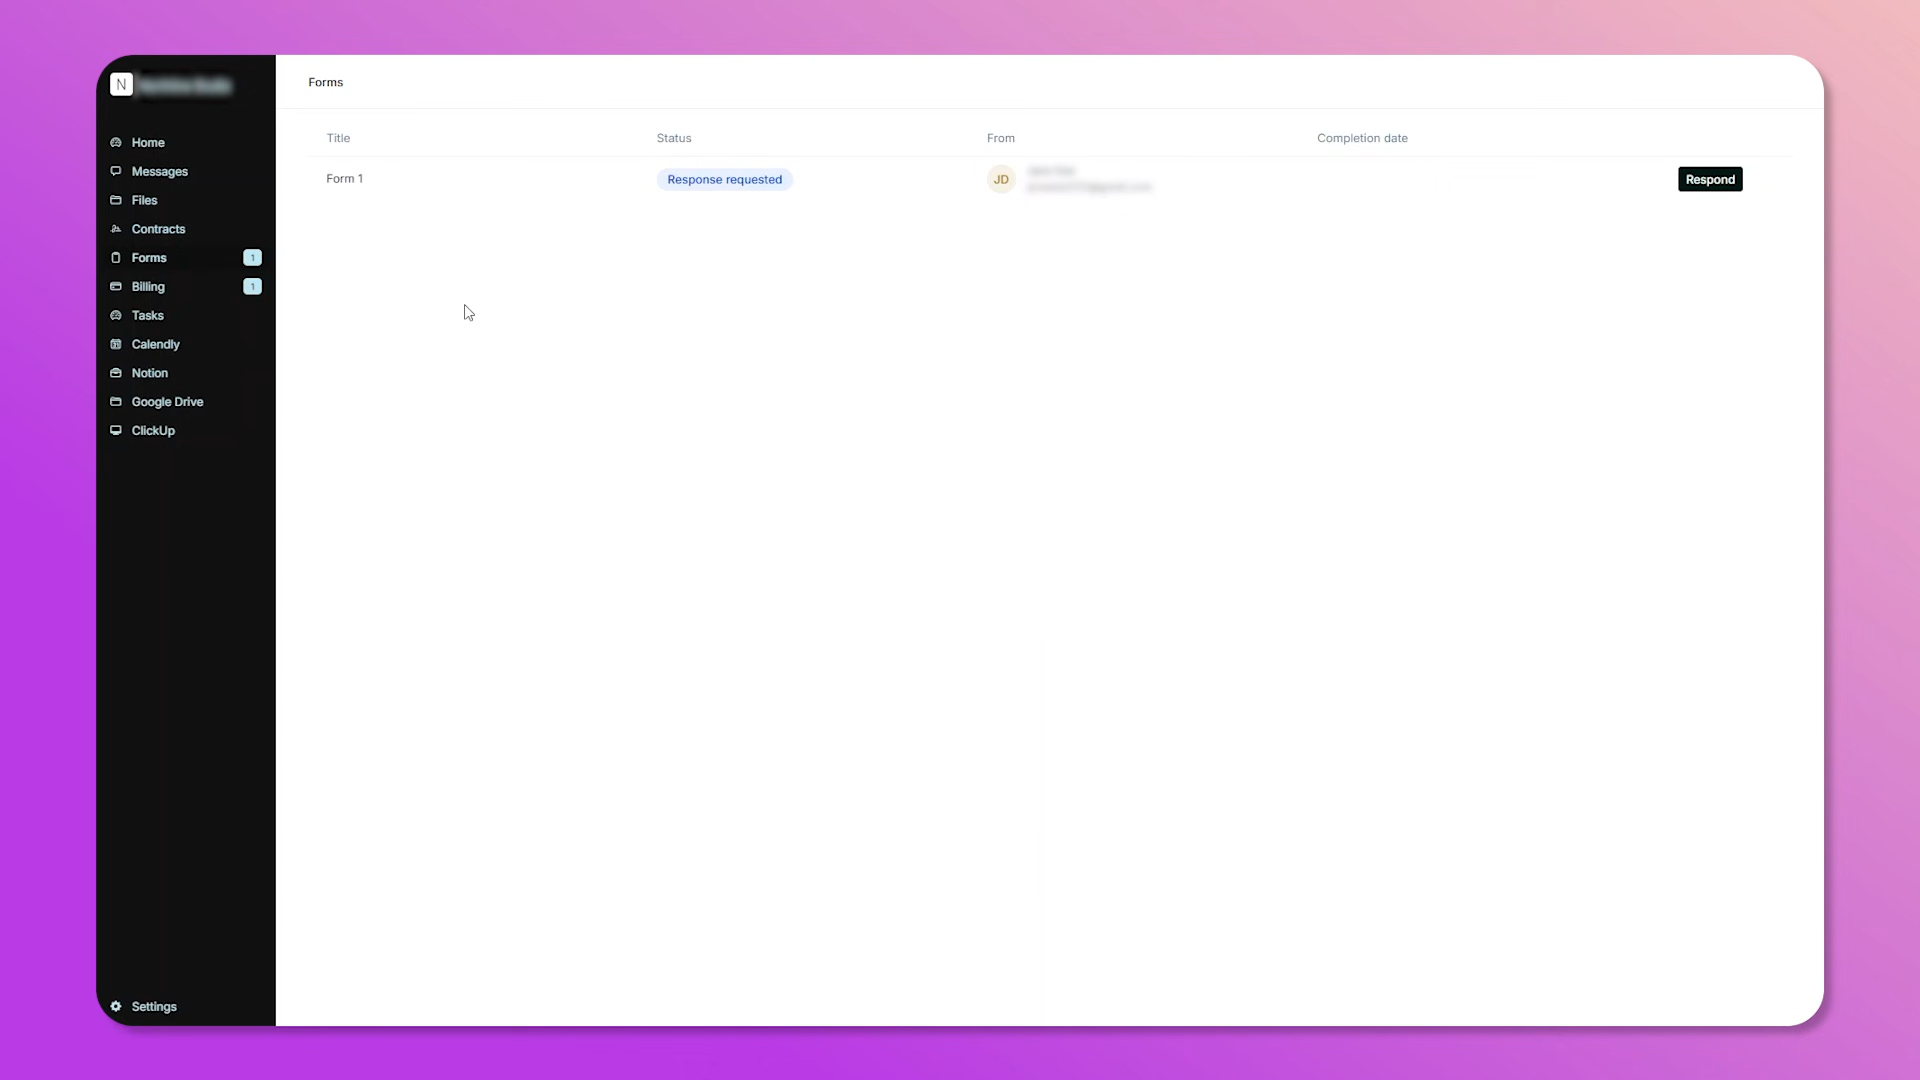 N
Home
Messages
Files
Contracts
Forms 1
Billing 1
Tasks
Calendly
Notion
Google Drive
ClickUp
Settings
Forms
Title Status From Completion date
Form 1 Response requested JD Respond